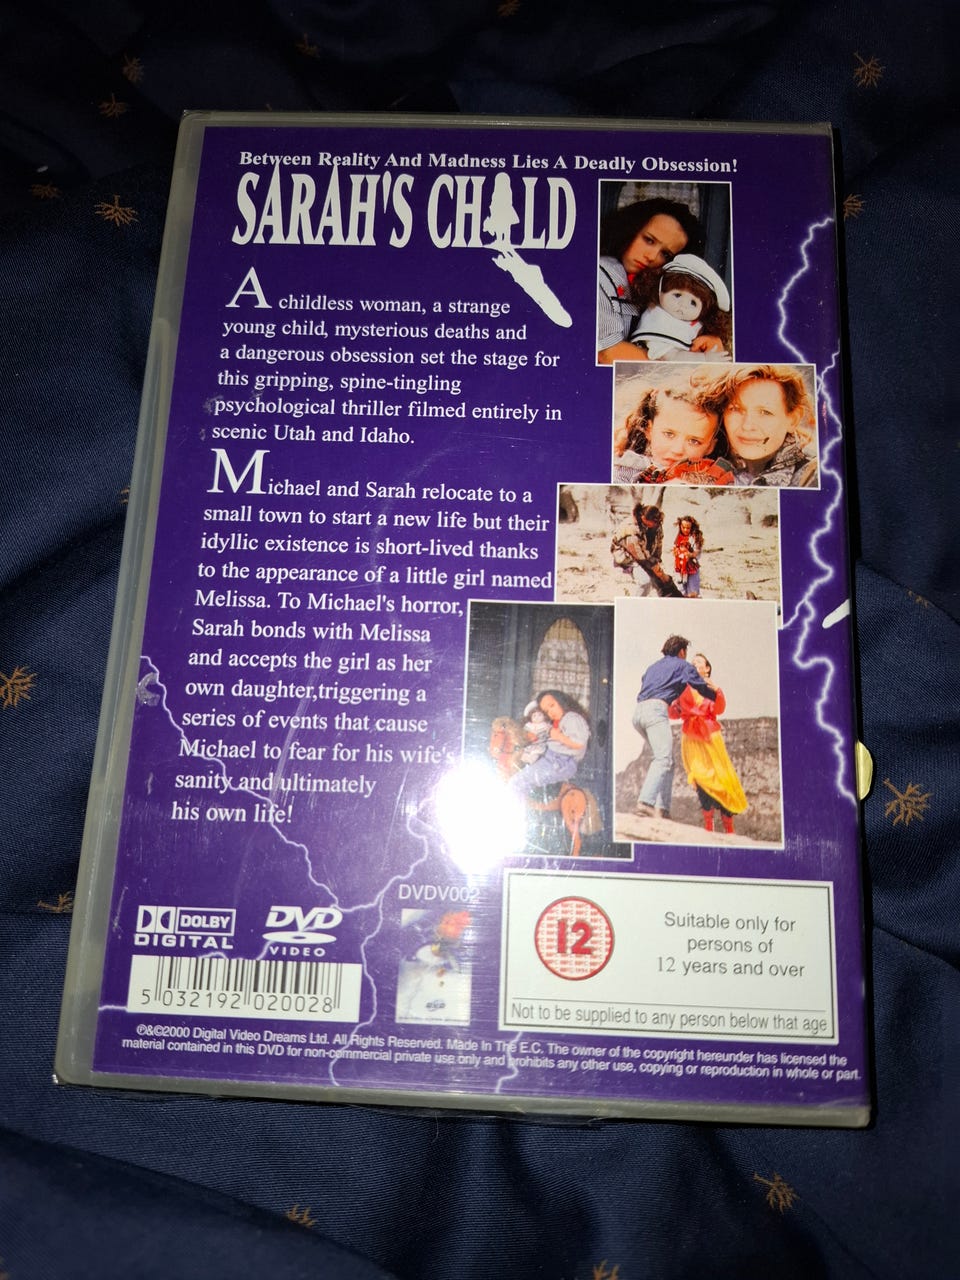 Between Reality And Madness Lies A Deadly Obsession!
SARAH'S CHILD
A childless woman, a strange
young child, mysterious deaths and
a dangerous obsession set the stage for
this gripping, spine-tingling
psychological thriller filmed entirely in
scenic Utah and Idaho.
Michael and Sarah relocate to a
small town to start a new life but their
idyllic existence is short-lived thanks
to the appearance of a little girl named
Melissa. To Michael's horror,
Sarah bonds with Melissa
and accepts the girl as her
own daughter,triggering a
series of events that cause
Michael to fear for his wife's
sanity and ultimately
his own life!
DVDV002
DOLBY
DIGITAL
DVD
VIDEO
12
Suitable only for
persons of
12 years and over
Not to be supplied to any person below that age
5 032192 020028
℗&©2000 Digital Video Dreams Ltd. All Rights Reserved. Made In The E.C. The owner of the copyright hereunder has licensed the
material contained in this DVD for non-commercial private use only and prohibits any other use, copying or reproduction in whole or part.